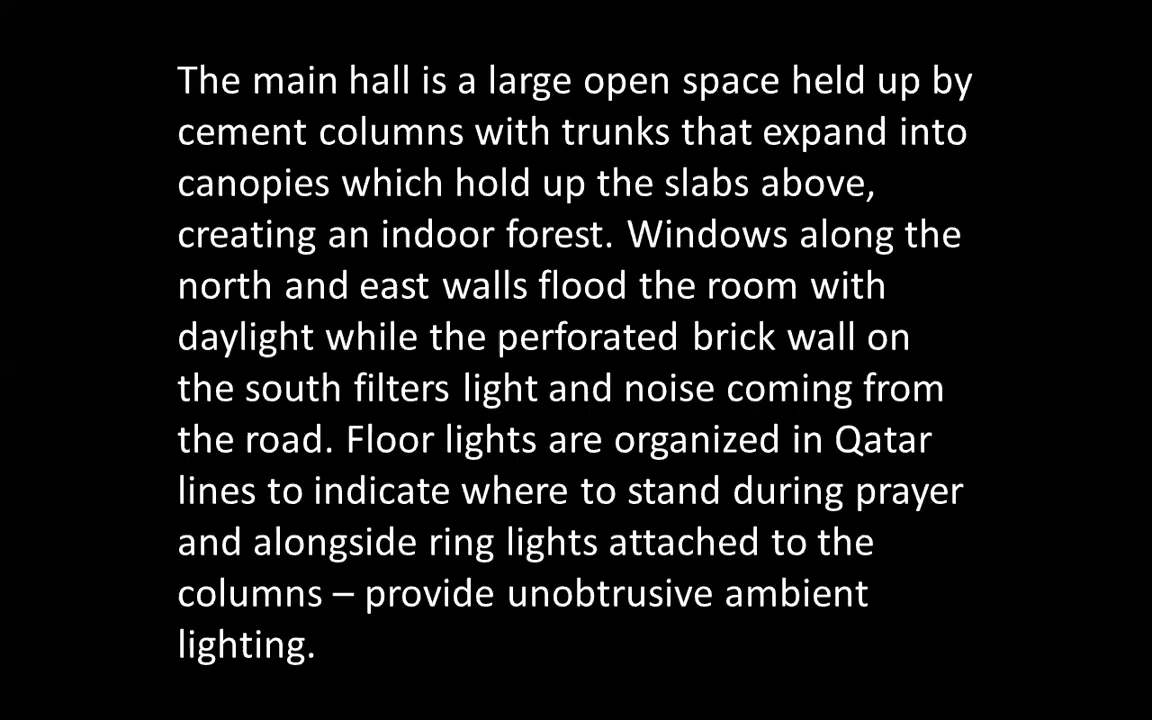 The main hall is a large open space held up by
cement columns with trunks that expand into
canopies which hold up the slabs above,
creating an indoor forest. Windows along the
north and east walls flood the room with
daylight while the perforated brick wall on
the south filters light and noise coming from
the road. Floor lights are organized in Qatar
lines to indicate where to stand during prayer
and alongside ring lights attached to the
columns – provide unobtrusive ambient
lighting.